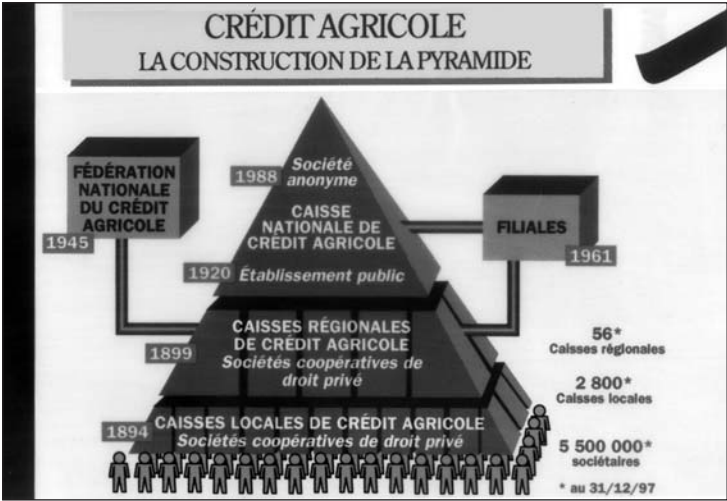 CRÉDIT AGRICOLE
LA CONSTRUCTION DE LA PYRAMIDE
FÉDÉRATION
NATIONALE
DU CRÉDIT
AGRICOLE
1945
1988
Société
anonyme
CAISSE
NATIONALE DE
CRÉDIT AGRICOLE
1920
Établissement public
FILIALES
1961
CAISSES RÉGIONALES
DE CRÉDIT AGRICOLE
1899
Sociétés coopératives de
droit privé
56*
Caisses régionales
1894
CAISSES LOCALES DE CRÉDIT AGRICOLE
Sociétés coopératives de droit privé
2 800*
Caisses locales
5 500 000*
sociétaires
* au 31/12/97